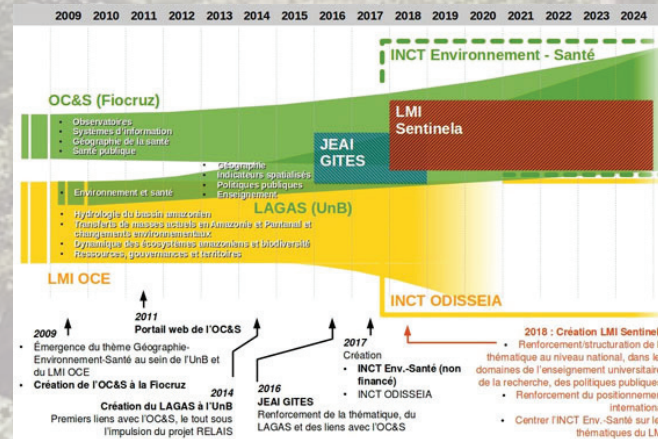 2009 2010 2011 2012 2013 2014 2015 2016 2017 2018 2019 2020 2021 2022 2023 2024
INCT Environnement - Santé
OC&S (Fiocruz)
• Observatoires
• Systèmes d'information
• Géographie de la santé
• Santé publique
LMI
Sentinela
JEAI
GITES
• Géographie
• Indicateurs spatialisés
• Politiques publiques
• Enseignement
• Environnement et santé
LAGAS (UnB)
• Hydrologie du bassin amazonien
• Transferts de masses actuels en Amazonie et Pantanal et
changements environnementaux
• Dynamique des écosystèmes amazoniens et biodiversité
• Ressources, gouvernances et territoires
LMI OCE
INCT ODISSEIA
2009
• Émergence du thème Géographie-
Environnement-Santé au sein de l'UnB et
du LMI OCE
• Création de l'OC&S à la Fiocruz
2011
Portail web de l'OC&S
2014
Création du LAGAS à l'UnB
Premiers liens avec l'OC&S, le tout sous
l'impulsion du projet RELAIS
2016
JEAI GITES
Renforcement de la thématique, du
LAGAS et des liens avec l'OC&S
2017
Création
• INCT Env.-Santé (non
financé)
• INCT ODISSEIA
2018 : Création LMI Sentinel
• Renforcement/structuration de l
thématique au niveau national, dans le
domaines de l'enseignement universitaire
de la recherche, des politiques publiques
• Renforcement du positionnemen
internationa
• Centrer l'INCT Env.-Santé sur le
thématiques du LM